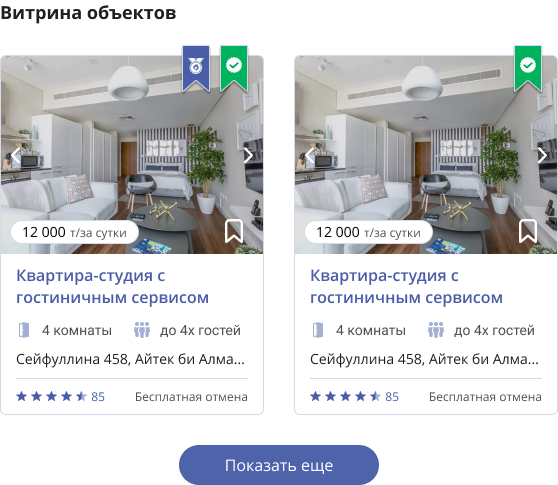 Витрина объектов
12 000 т/за сутки
Квартира-студия с
гостиничным сервисом
4 комнаты до 4х гостей
Сейфуллина 458, Айтек би Алма...
85 Бесплатная отмена
12 000 т/за сутки
Квартира-студия с
гостиничным сервисом
4 комнаты до 4х гостей
Сейфуллина 458, Айтек би Алма...
85 Бесплатная отмена
Показать еще